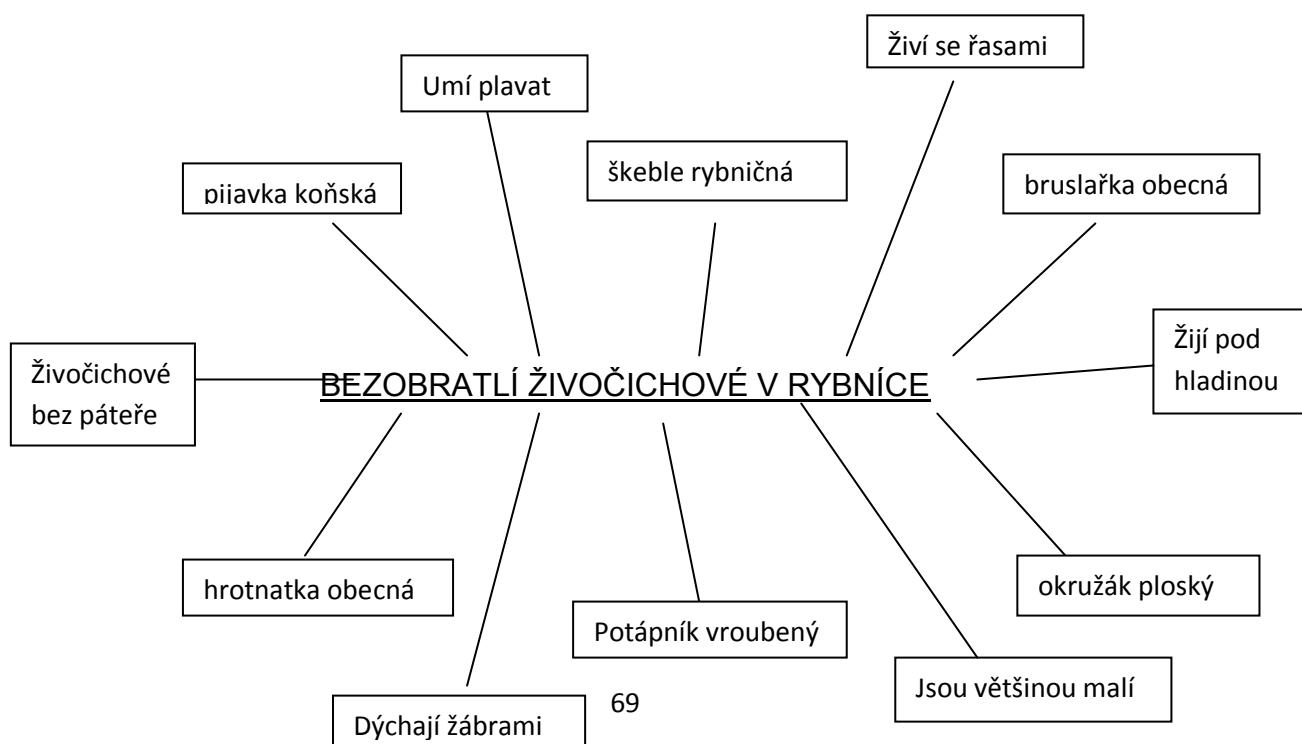 Živí se řasami
Umí plavat
škeble rybničná
pijavka koňská
bruslařka obecná
Žijí pod
hladinou
Živočichové
bez páteře
BEZOBRATLÍ ŽIVOČICHOVÉ V RYBNÍCE
hrotnatka obecná
okružák ploský
Potápník vroubený
Jsou většinou malí
69
Dýchají žábrami